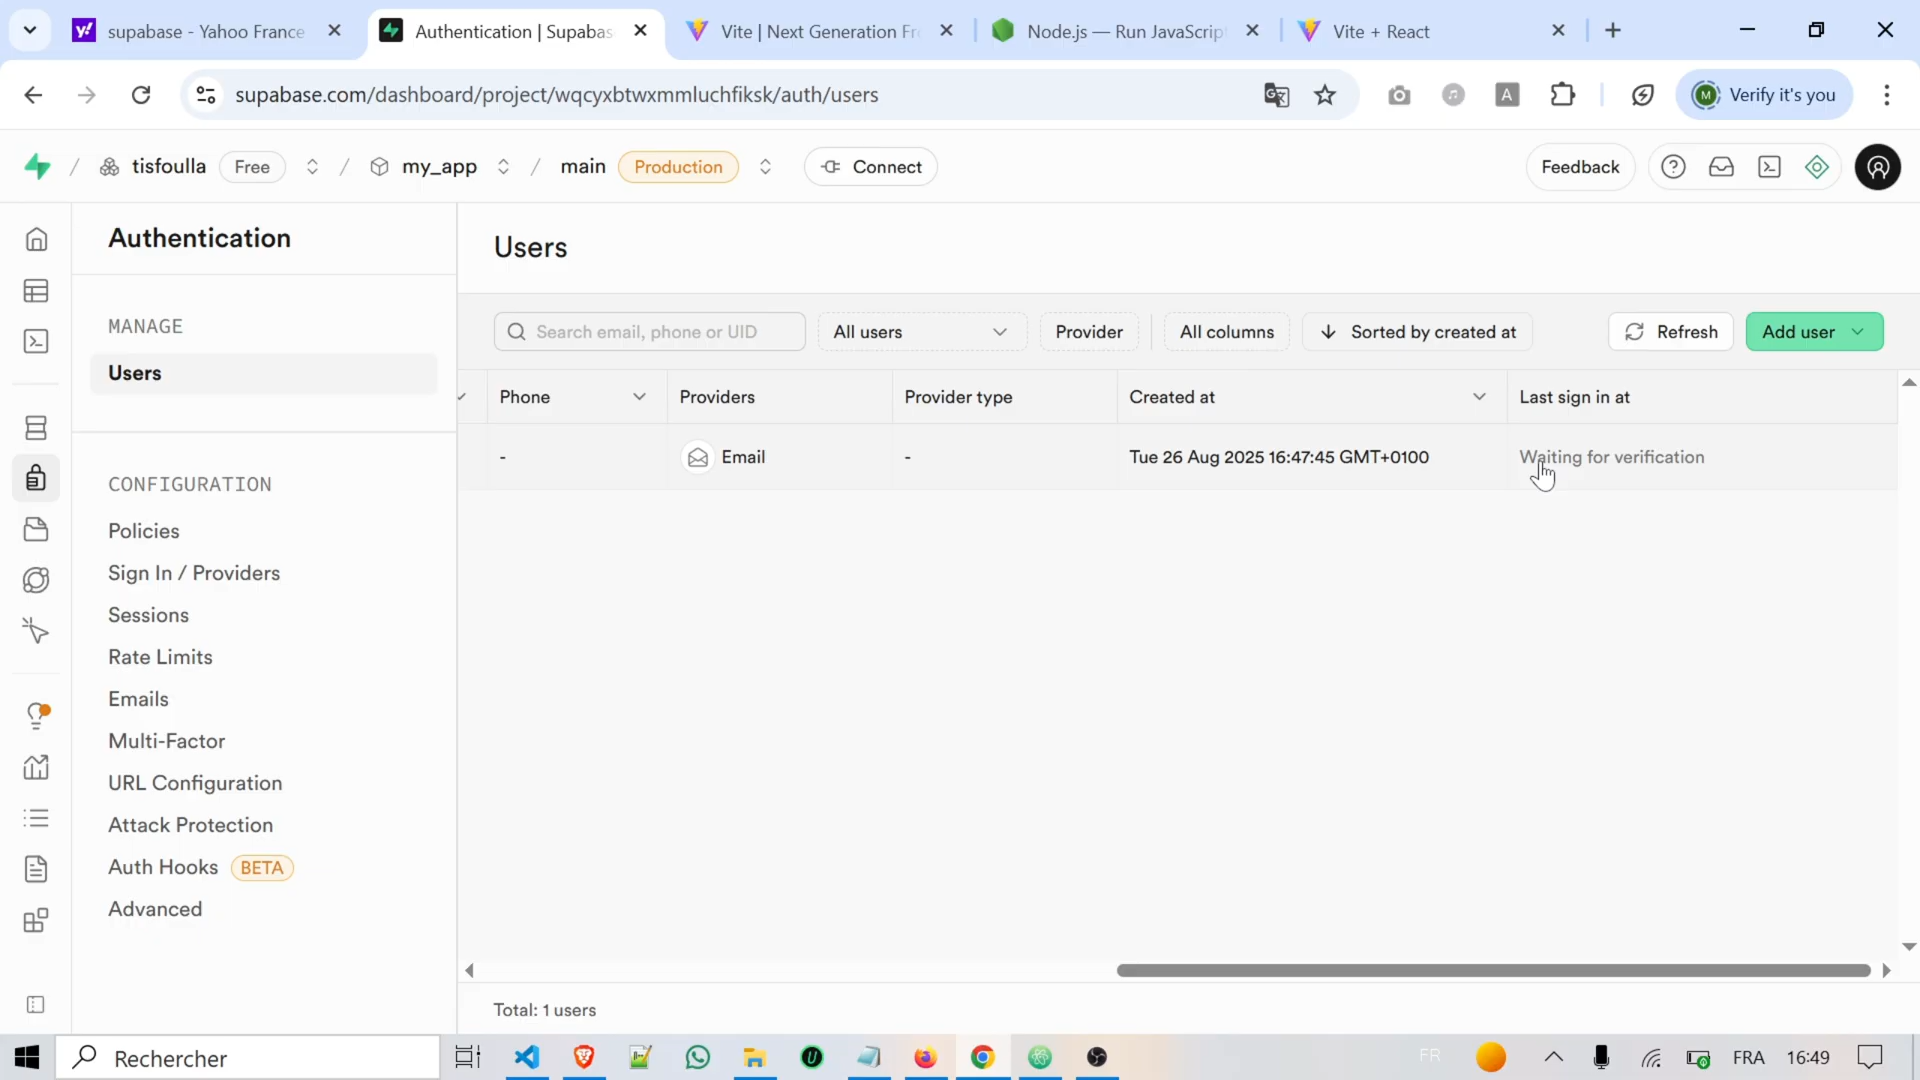 supabase - Yahoo France
Authentication | Supabas
Vite | Next Generation Fr
Node.js — Run JavaScrip
Vite + React
supabase.com/dashboard/project/wqcyxbtwxmmluchfiksk/auth/users
A
M
Verify it's you
/ tisfoulla Free / my_app / main Production Connect
Feedback
Authentication
MANAGE
Users
CONFIGURATION
Policies
Sign In / Providers
Sessions
Rate Limits
Emails
Multi-Factor
URL Configuration
Attack Protection
Auth Hooks BETA
Advanced
Users
Search email, phone or UID
All users
Provider
All columns
Sorted by created at
Refresh
Add user
Phone
Providers
Provider type
Created at
Last sign in at
-
Email
-
Tue 26 Aug 2025 16:47:45 GMT+0100
Waiting for verification
Total: 1 users
Rechercher
FR
FRA
16:49